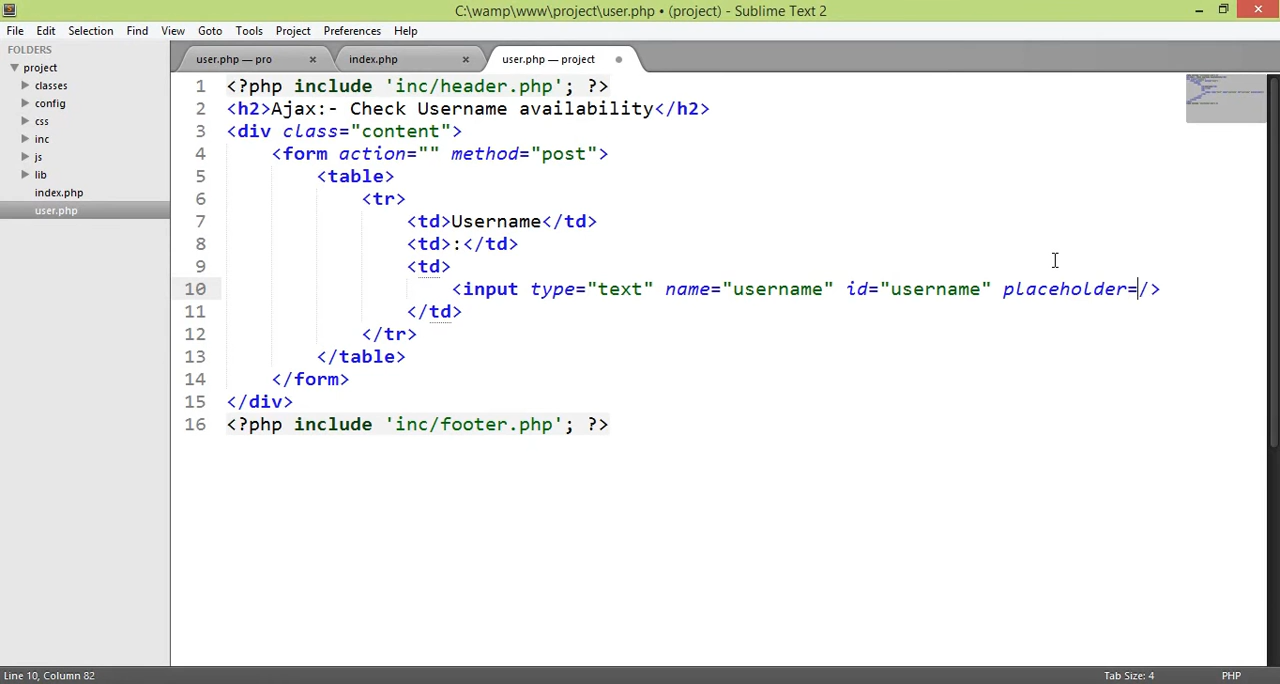 C:\wamp\www\project\user.php • (project) - Sublime Text 2
File Edit Selection Find View Goto Tools Project Preferences Help
FOLDERS
project
classes
config
css
inc
js
lib
index.php
user.php
user.php — pro × index.php × user.php — project
1 <?php include 'inc/header.php'; ?>
2 <h2>Ajax:- Check Username availability</h2>
3 <div class="content">
4 <form action="" method="post">
5 <table>
6 <tr>
7 <td>Username</td>
8 <td>:</td>
9 <td>
10 <input type="text" name="username" id="username" placeholder=/>
11 </td>
12 </tr>
13 </table>
14 </form>
15 </div>
16 <?php include 'inc/footer.php'; ?>
Line 10, Column 82 Tab Size: 4 PHP